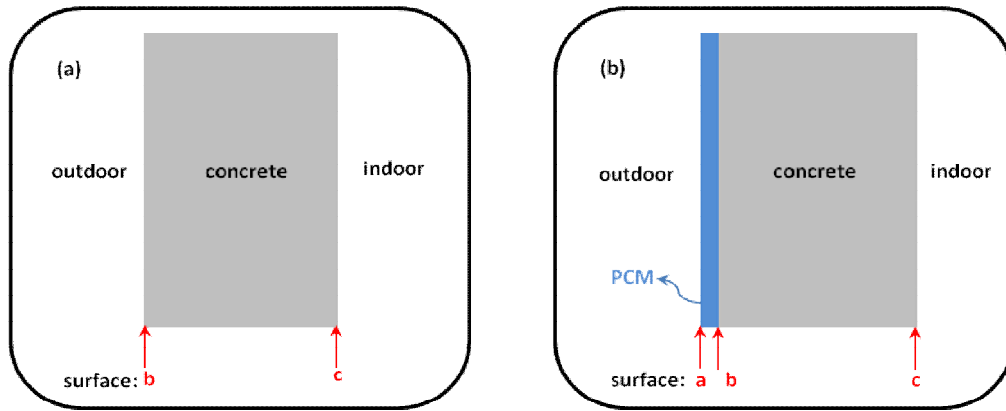 (a)
outdoor
concrete
indoor
surface: b c
(b)
outdoor
concrete
indoor
PCM
surface: a b c